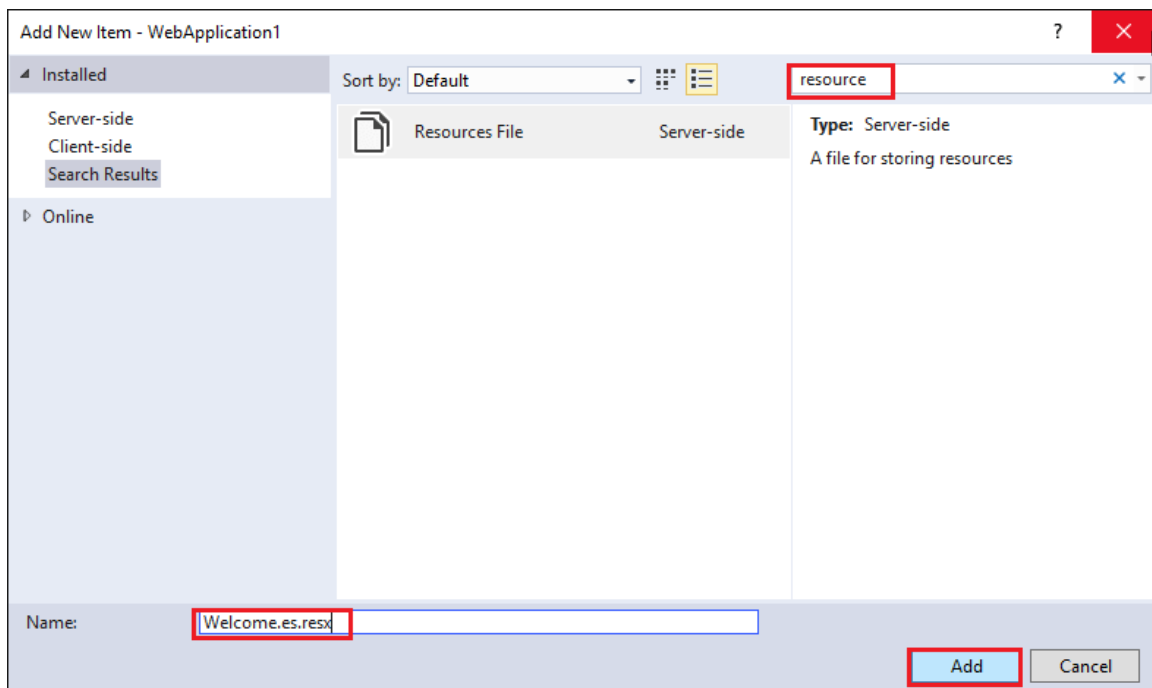 Add New Item - WebApplication1 ?
Installed
Server-side
Client-side
Search Results
Online
Sort by: Default
Resources File Server-side
resource
Type: Server-side
A file for storing resources
Name: Welcome.es.resx
Add Cancel